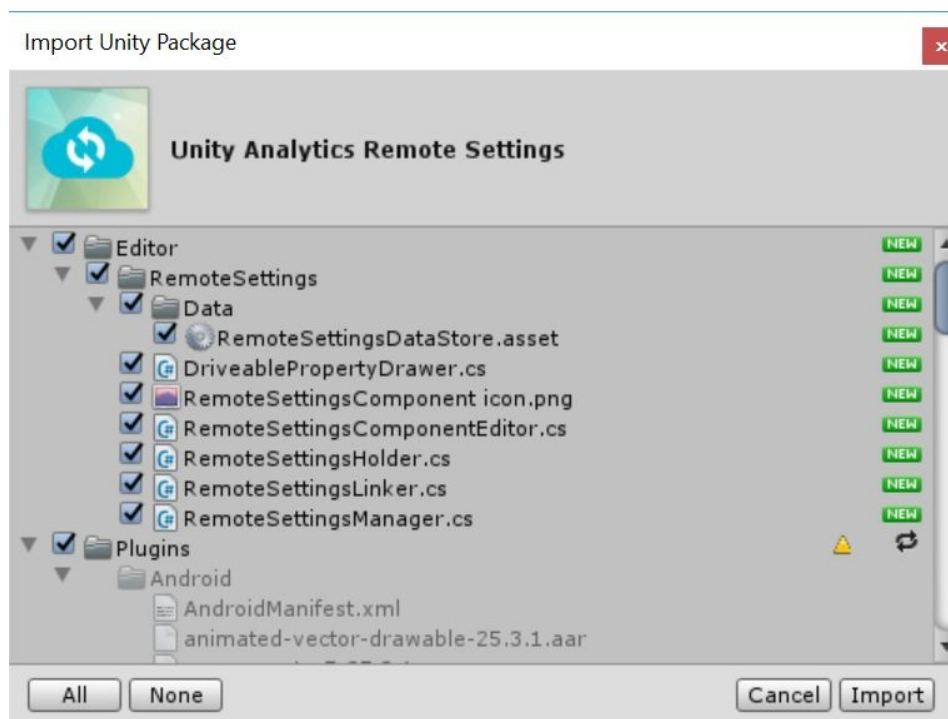 Import Unity Package
x
Unity Analytics Remote Settings
Editor NEW
RemoteSettings NEW
Data NEW
RemoteSettingsDataStore.asset NEW
DriveablePropertyDrawer.cs NEW
RemoteSettingsComponent icon.png NEW
RemoteSettingsComponentEditor.cs NEW
RemoteSettingsHolder.cs NEW
RemoteSettingsLinker.cs NEW
RemoteSettingsManager.cs NEW
Plugins
Android
AndroidManifest.xml
animated-vector-drawable-25.3.1.aar
All None Cancel Import